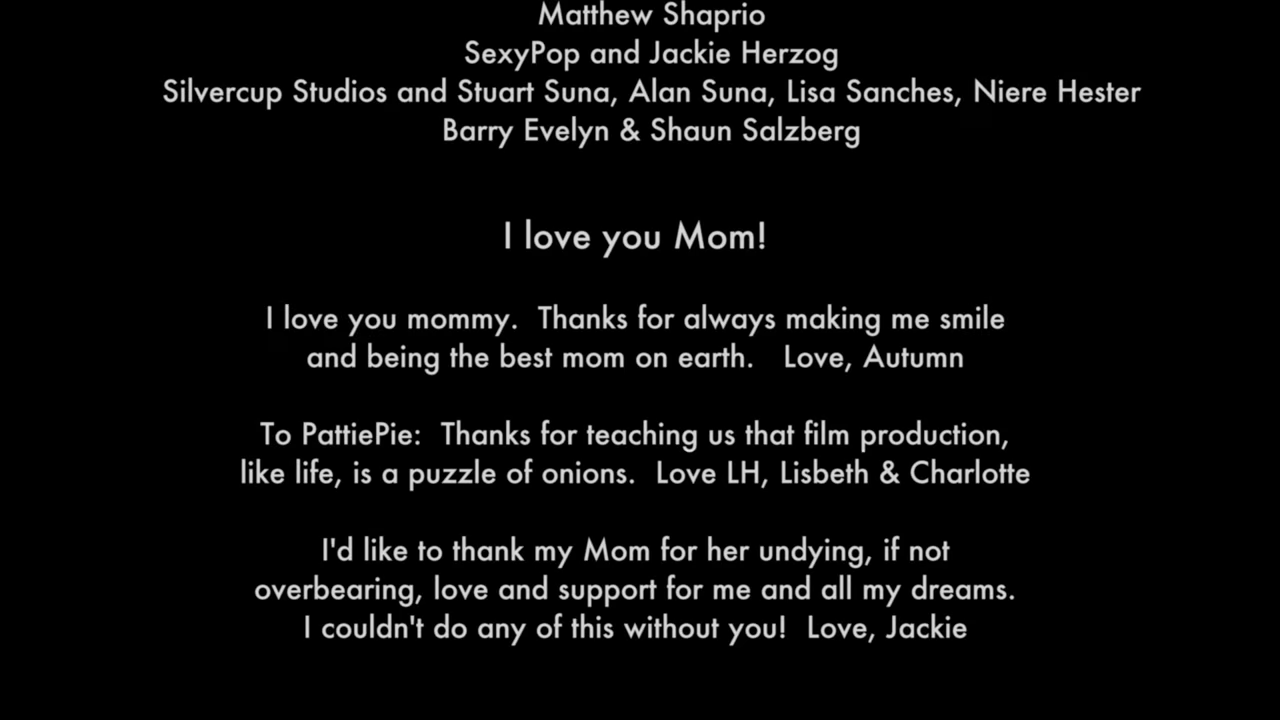 Matthew Shaprio
SexyPop and Jackie Herzog
Silvercup Studios and Stuart Suna, Alan Suna, Lisa Sanches, Niere Hester
Barry Evelyn & Shaun Salzberg
I love you Mom!
I love you mommy.  Thanks for always making me smile
and being the best mom on earth.   Love, Autumn
To PattiePie:  Thanks for teaching us that film production,
like life, is a puzzle of onions.  Love LH, Lisbeth & Charlotte
I'd like to thank my Mom for her undying, if not
overbearing, love and support for me and all my dreams.
I couldn't do any of this without you!  Love, Jackie